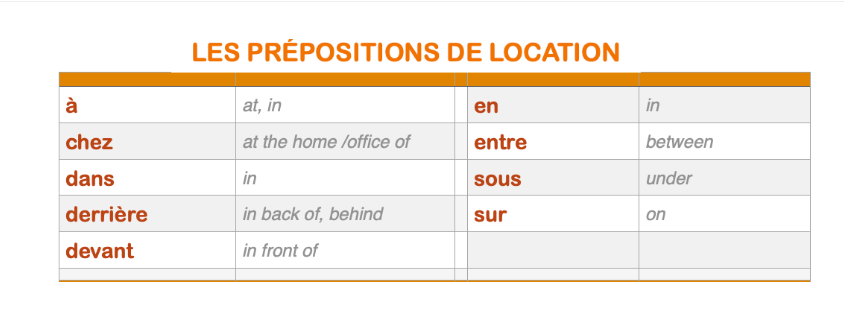 LES PRÉPOSITIONS DE LOCATION
à at, in en in
chez at the home /office of entre between
dans in sous under
derrière in back of, behind sur on
devant in front of